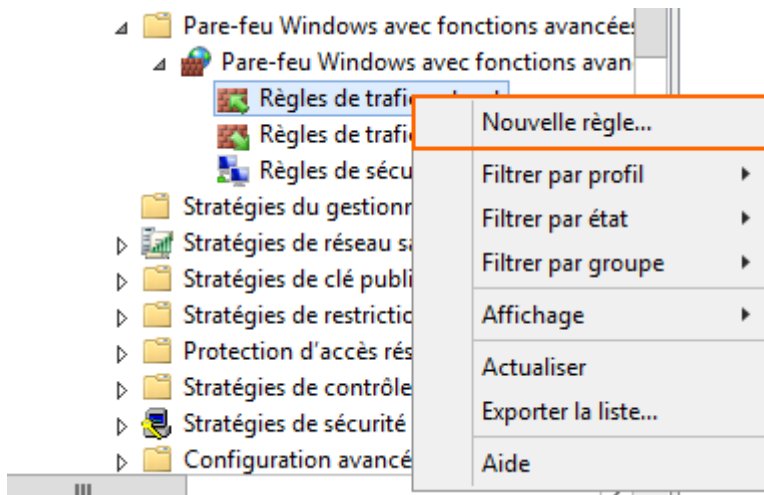 Pare-feu Windows avec fonctions avancées
Pare-feu Windows avec fonctions avan
Règles de trafic
Règles de trafi
Règles de sécu
Stratégies du gestionn
Stratégies de réseau sa
Stratégies de clé publi
Stratégies de restrictio
Protection d'accès rés
Stratégies de contrôle
Stratégies de sécurité
Configuration avancé
Nouvelle règle...
Filtrer par profil
Filtrer par état
Filtrer par groupe
Affichage
Actualiser
Exporter la liste...
Aide